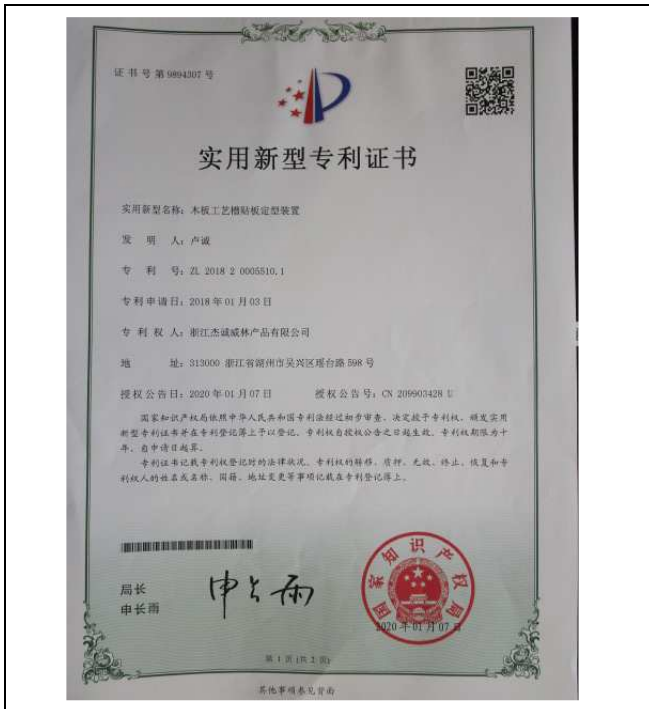 证书号第9894307号
实用新型专利证书
实用新型名称：木板工艺槽贴板定型装置
发 明 人：卢诚
专 利 号：ZL 2018 2 0005510.1
专利申请日：2018年01月03日
专 利 权 人：浙江杰诚威林产品有限公司
地 址：313000 浙江省湖州市吴兴区瑶台路598号
授权公告日：2020年01月07日 授权公告号：CN 209903428 U
国家知识产权局依照中华人民共和国专利法经过初步审查，决定授予专利权，颁发实用
新型专利证书并在专利登记簿上予以登记。专利权自授权公告之日起生效。专利权期限为十
年，自申请日起算。
专利证书记载专利权登记时的法律状况。专利权的转移、质押、无效、终止、恢复和专
利权人的姓名或名称、国籍、地址变更等事项记载在专利登记簿上。
局长
申长雨
申长雨
国家知识产权局
2020年01月07日
第 1 页 (共 2 页)
其他事项参见背面